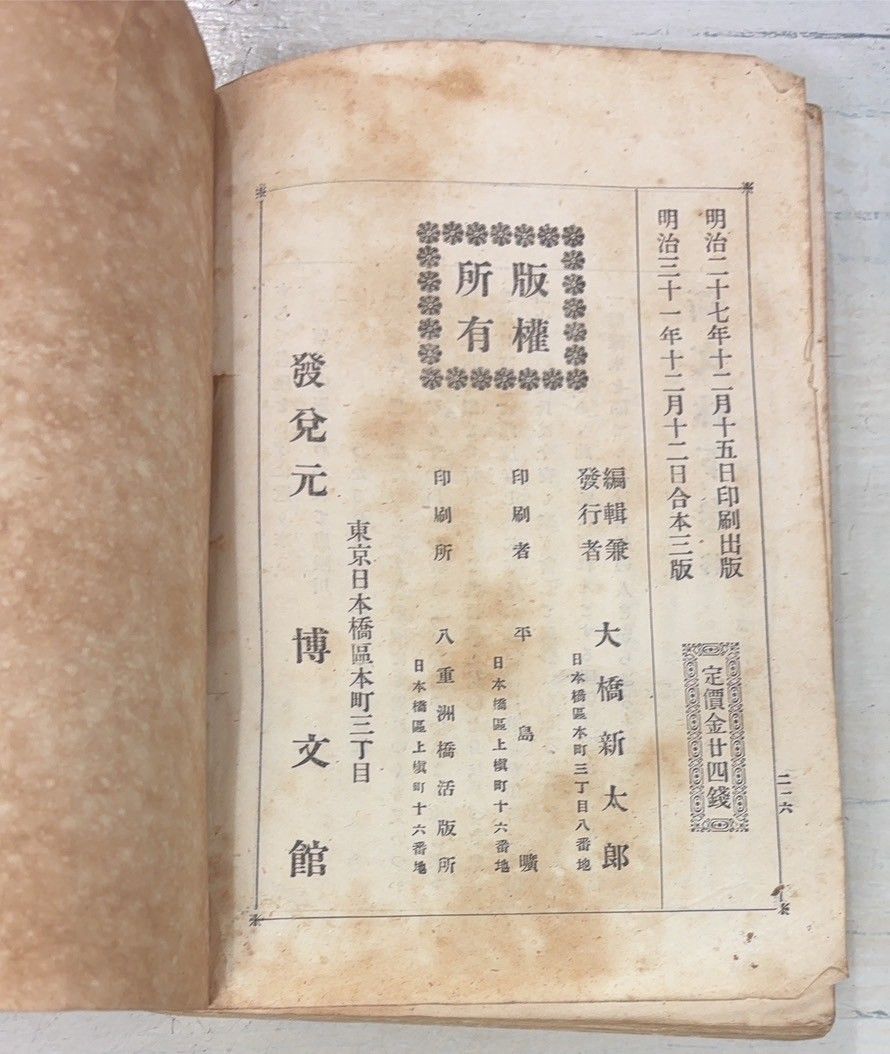 明治二十七年十二月十五日印刷出版
明治三十一年十二月十二日合本三版
定價金廿四錢
二一六
版權
所有
編輯兼
發行者
大橋新太郎
日本橋區本町三丁目八番地
印刷者
平島曠
日本橋區上槇町十六番地
印刷所
八重洲橋活版所
日本橋區上槇町十六番地
東京日本橋區本町三丁目
發兌元
博文館